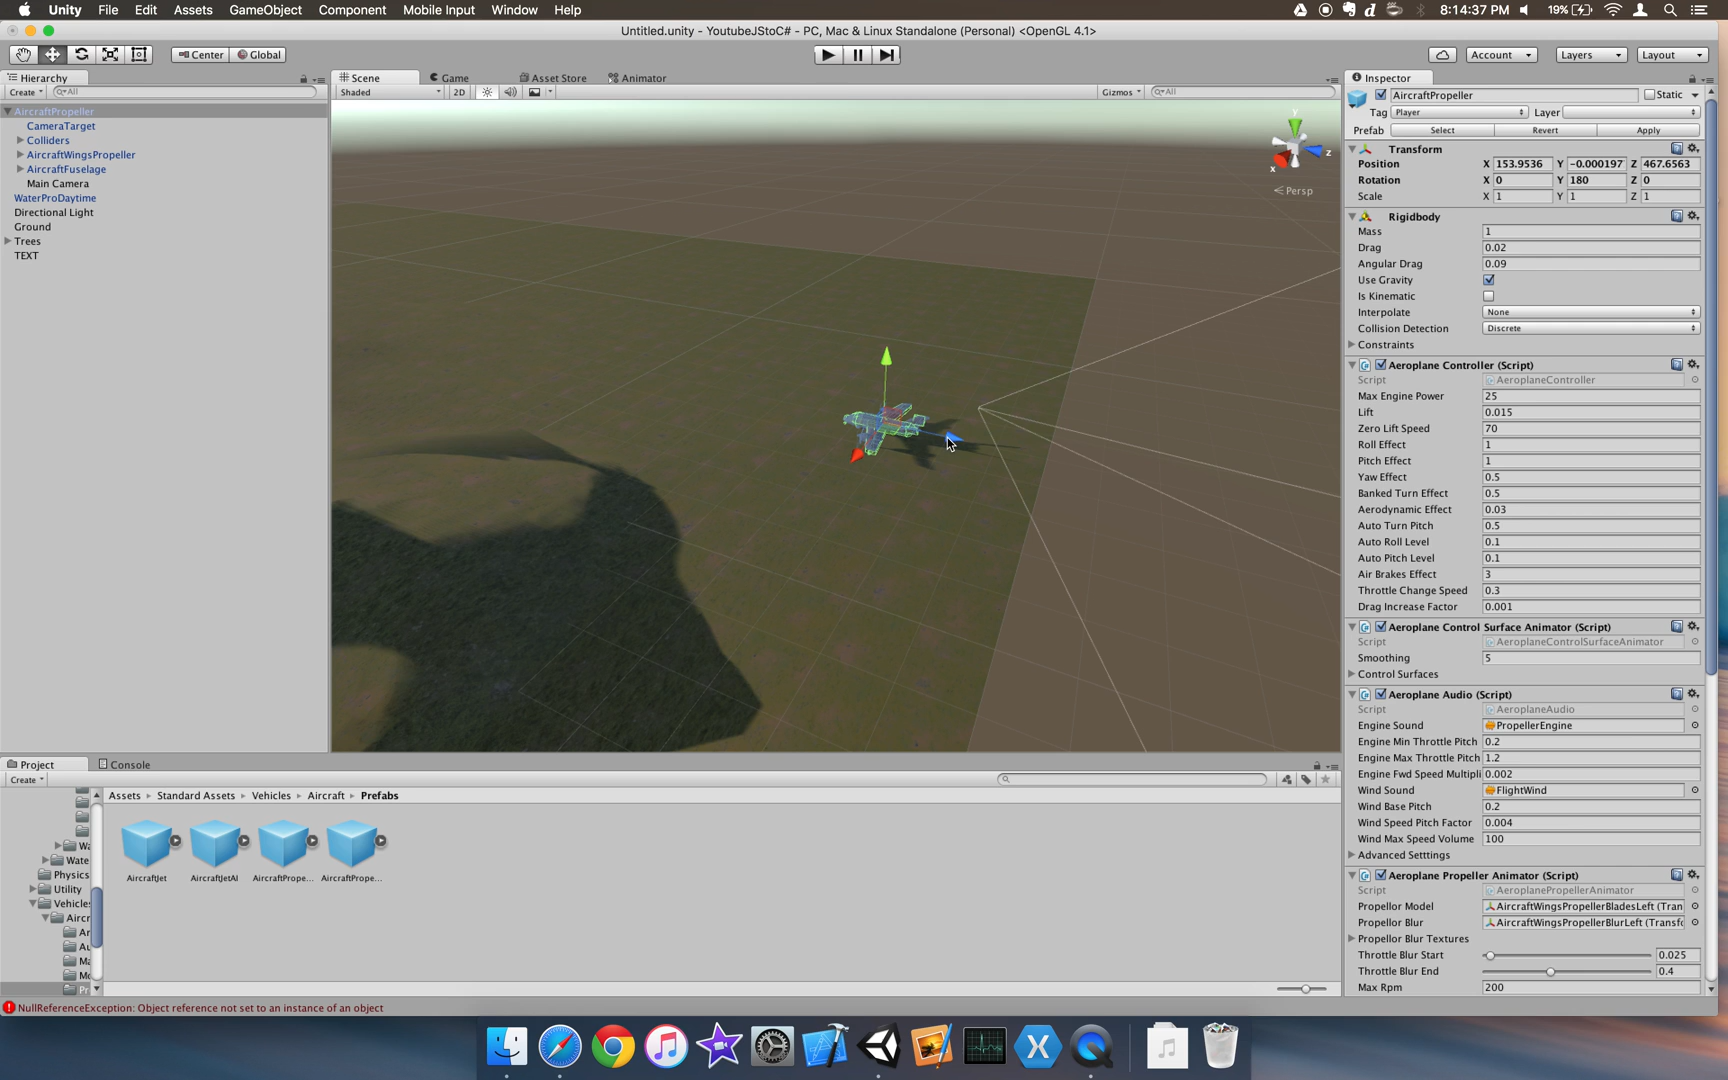 Unity File Edit Assets GameObject Component Mobile Input Window Help
d 8:14:37 PM 19%
Untitled.unity - YoutubeJStoC# - PC, Mac & Linux Standalone (Personal) <OpenGL 4.1>
Center Global
Account Layers Layout
Hierarchy
Create All
AircraftPropeller
CameraTarget
Colliders
AircraftWingsPropeller
AircraftFuselage
Main Camera
WaterProDaytime
Directional Light
Ground
Trees
TEXT
Scene Game Asset Store Animator
Shaded 2D Gizmos All
y
z
x
Persp
Inspector
AircraftPropeller Static
Tag Player Layer
Prefab Select Revert Apply
Transform
Position X 153.9536 Y -0.000197 Z 467.6563
Rotation X 0 Y 180 Z 0
Scale X 1 Y 1 Z 1
Rigidbody
Mass 1
Drag 0.02
Angular Drag 0.09
Use Gravity
Is Kinematic
Interpolate None
Collision Detection Discrete
Constraints
Aeroplane Controller (Script)
Script AeroplaneController
Max Engine Power 25
Lift 0.015
Zero Lift Speed 70
Roll Effect 1
Pitch Effect 1
Yaw Effect 0.5
Banked Turn Effect 0.5
Aerodynamic Effect 0.03
Auto Turn Pitch 0.5
Auto Roll Level 0.1
Auto Pitch Level 0.1
Air Brakes Effect 3
Throttle Change Speed 0.3
Drag Increase Factor 0.001
Aeroplane Control Surface Animator (Script)
Script AeroplaneControlSurfaceAnimator
Smoothing 5
Control Surfaces
Aeroplane Audio (Script)
Script AeroplaneAudio
Engine Sound PropellerEngine
Engine Min Throttle Pitch 0.2
Engine Max Throttle Pitch 1.2
Engine Fwd Speed Multipli 0.002
Wind Sound FlightWind
Wind Base Pitch 0.2
Wind Speed Pitch Factor 0.004
Wind Max Speed Volume 100
Advanced Setttings
Aeroplane Propeller Animator (Script)
Script AeroplanePropellerAnimator
Propellor Model AircraftWingsPropellerBladesLeft (Tran
Propellor Blur AircraftWingsPropellerBlurLeft (Transf
Propellor Blur Textures
Throttle Blur Start 0.025
Throttle Blur End 0.4
Max Rpm 200
Project Console
Create
Assets Standard Assets Vehicles Aircraft Prefabs
Wa
Wate
Physics
Utility
Vehicles
Aircr
Ar
Au
Ma
Mo
Pr
AircraftJet AircraftJetAI AircraftPrope... AircraftPrope...
NullReferenceException: Object reference not set to an instance of an object